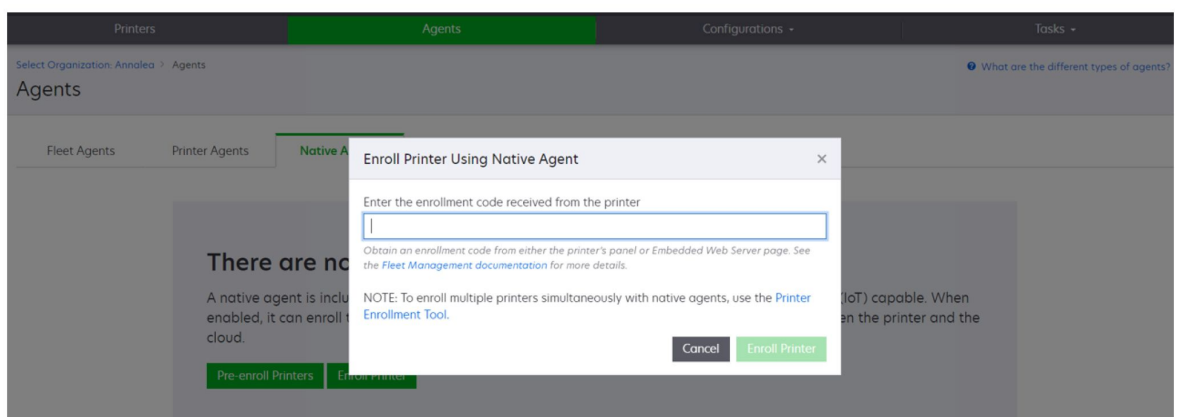 Printers Agents Configurations Tasks
Select Organization: Annalea > Agents What are the different types of agents?
Agents
Fleet Agents Printer Agents Native A
Enroll Printer Using Native Agent ×
Enter the enrollment code received from the printer
Obtain an enrollment code from either the printer's panel or Embedded Web Server page. See
the Fleet Management documentation for more details.
There are no
NOTE: To enroll multiple printers simultaneously with native agents, use the Printer
Enrollment Tool.
A native agent is inclu (IoT) capable. When
enabled, it can enroll t en the printer and the
cloud.
Cancel Enroll Printer
Pre-enroll Printers Enroll Printer